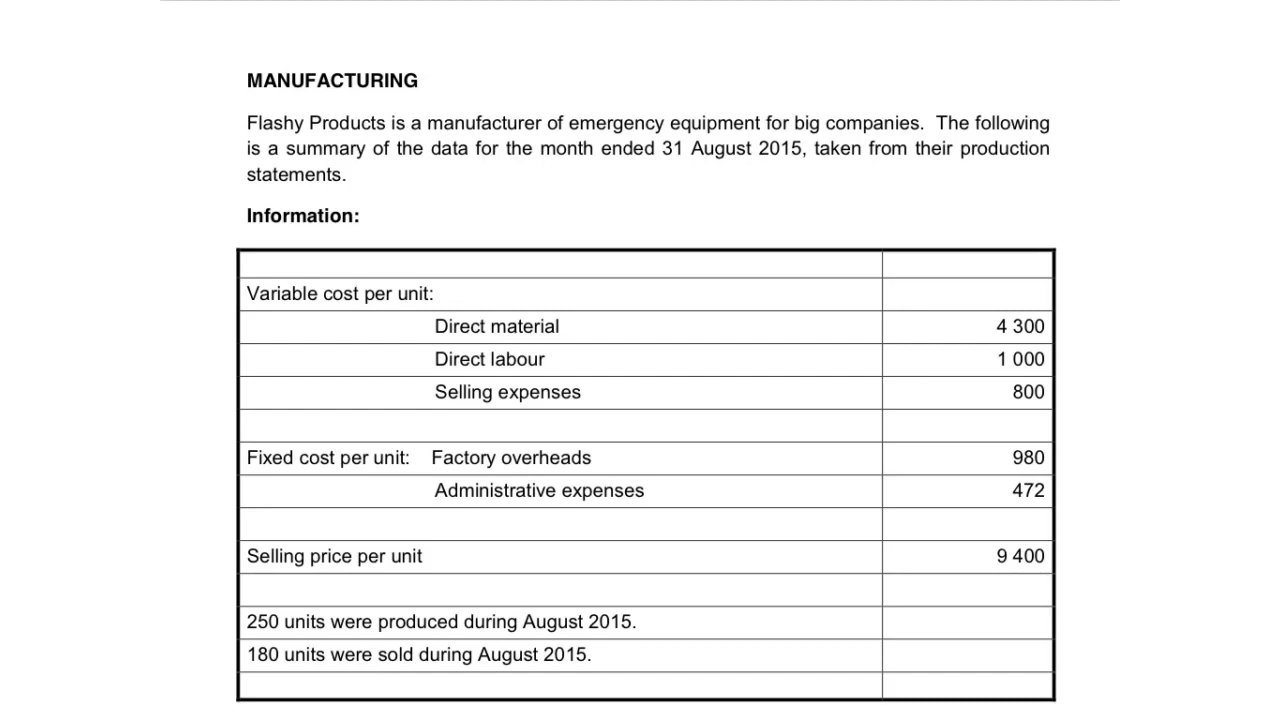 MANUFACTURING
Flashy Products is a manufacturer of emergency equipment for big companies. The following
is a summary of the data for the month ended 31 August 2015, taken from their production
statements.
Information:
Variable cost per unit:
Direct material 4 300
Direct labour 1 000
Selling expenses 800
Fixed cost per unit: Factory overheads 980
Administrative expenses 472
Selling price per unit 9 400
250 units were produced during August 2015.
180 units were sold during August 2015.